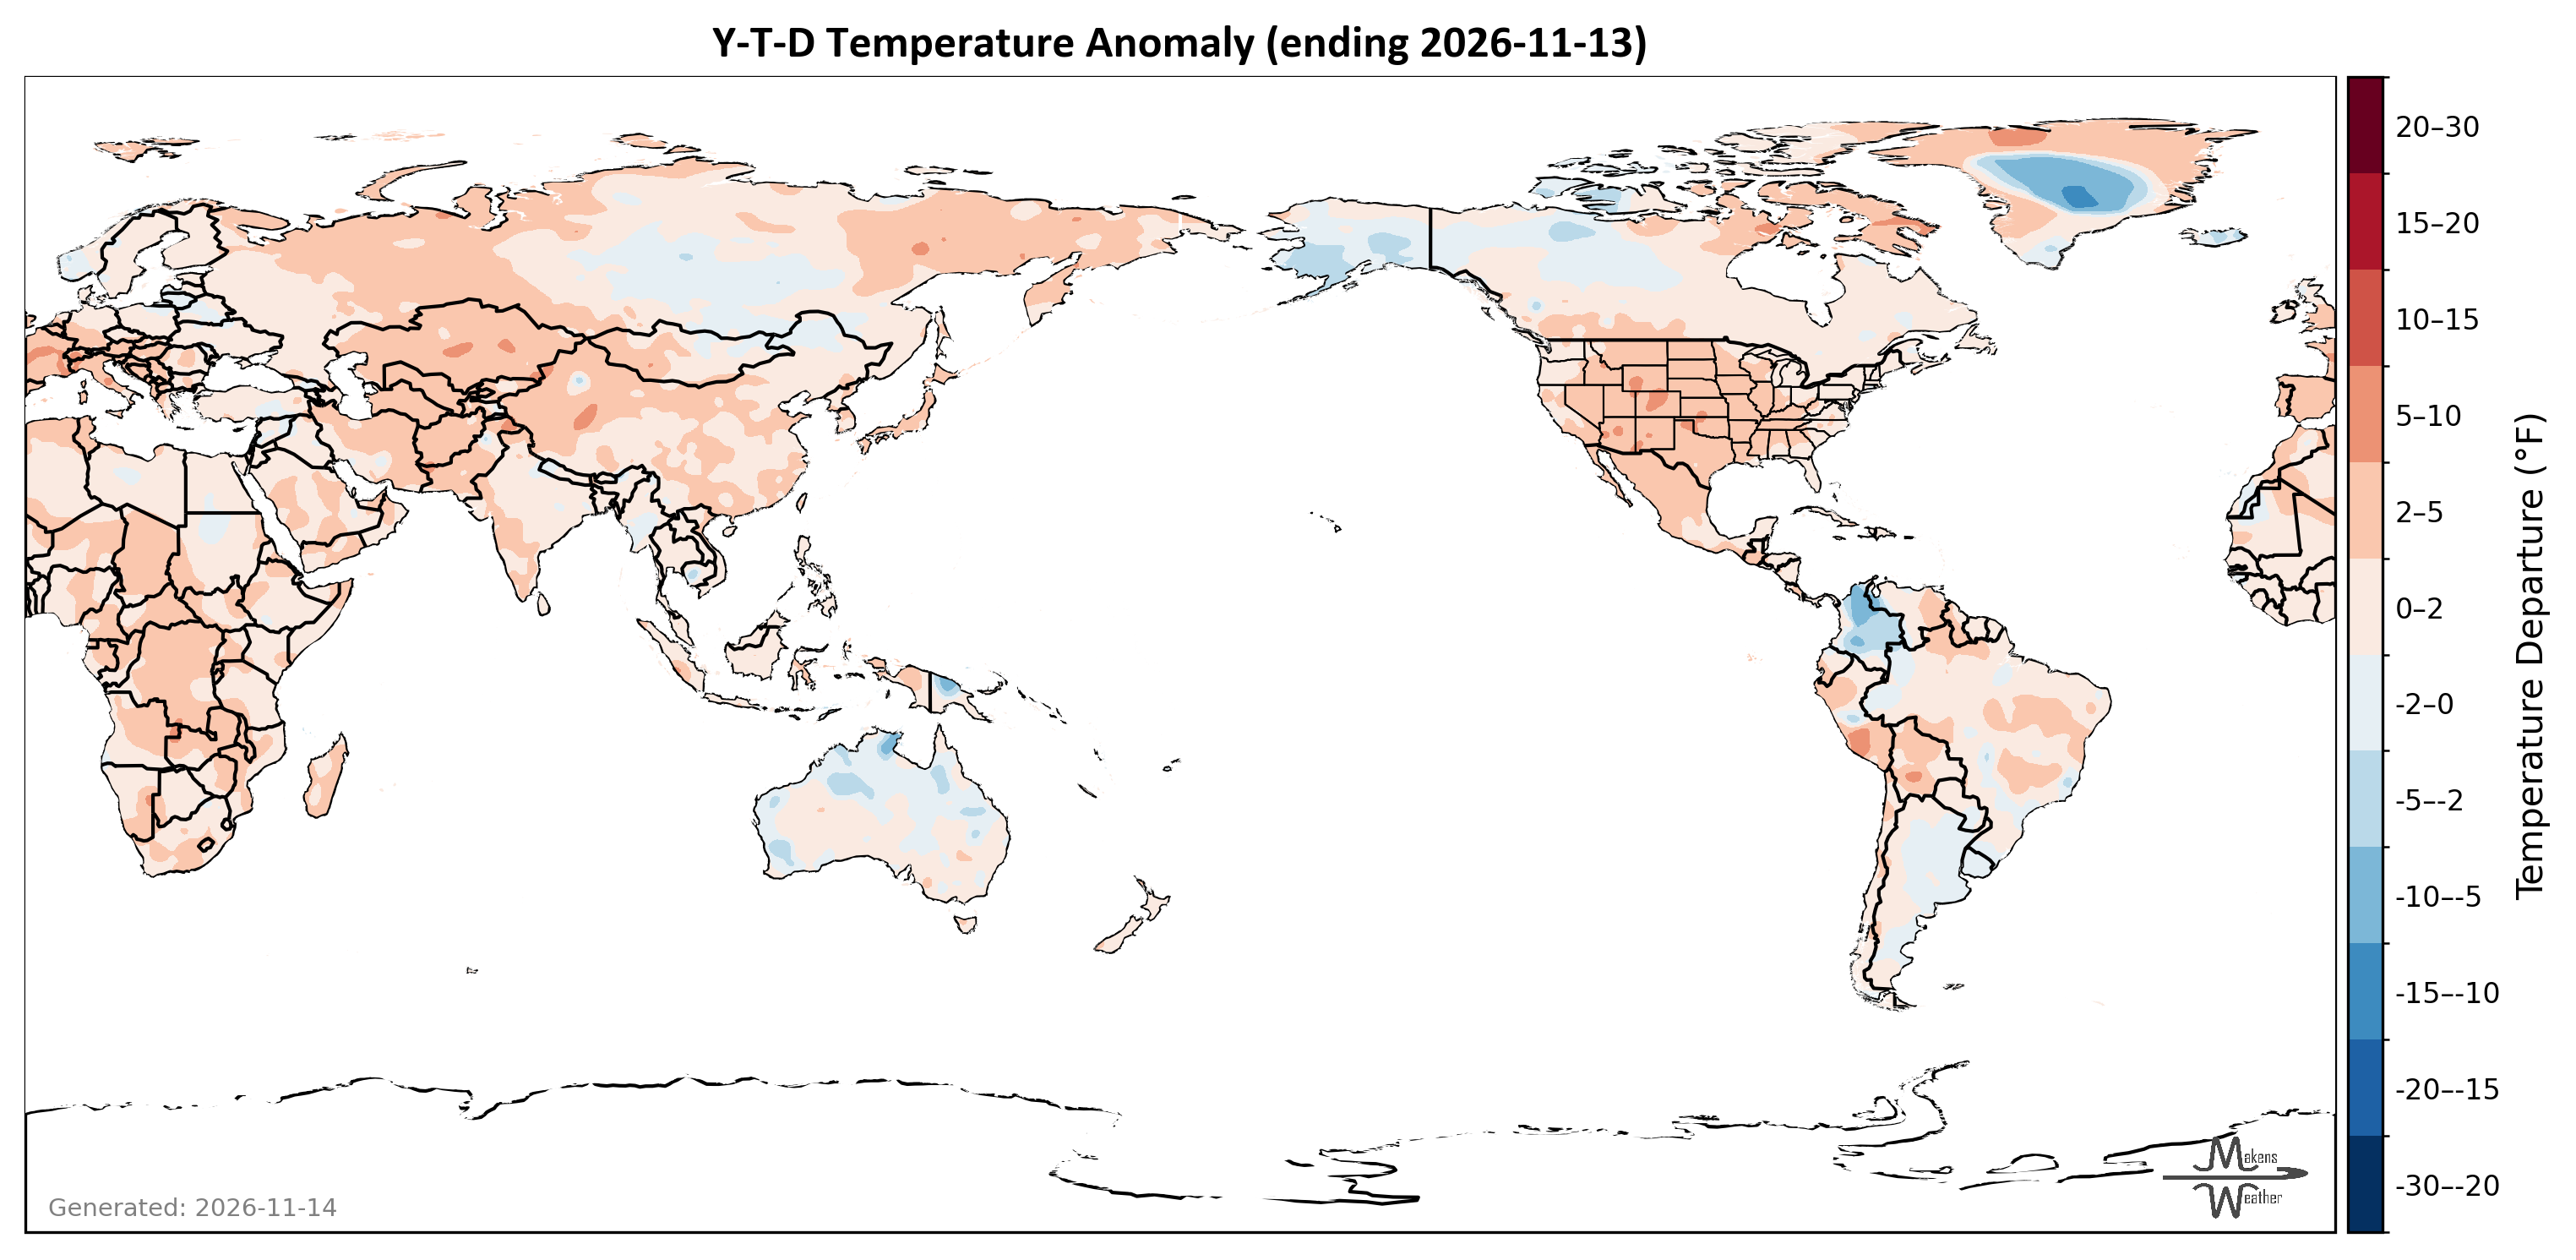 Y-T-D Temperature Anomaly (ending 2026-11-13)
20–30
15–20
10–15
5–10
2–5
0–2
-2–0
-5–-2
-10–-5
-15–-10
-20–-15
-30–-20
Temperature Departure (°F)
Generated: 2026-11-14
Makens
Weather